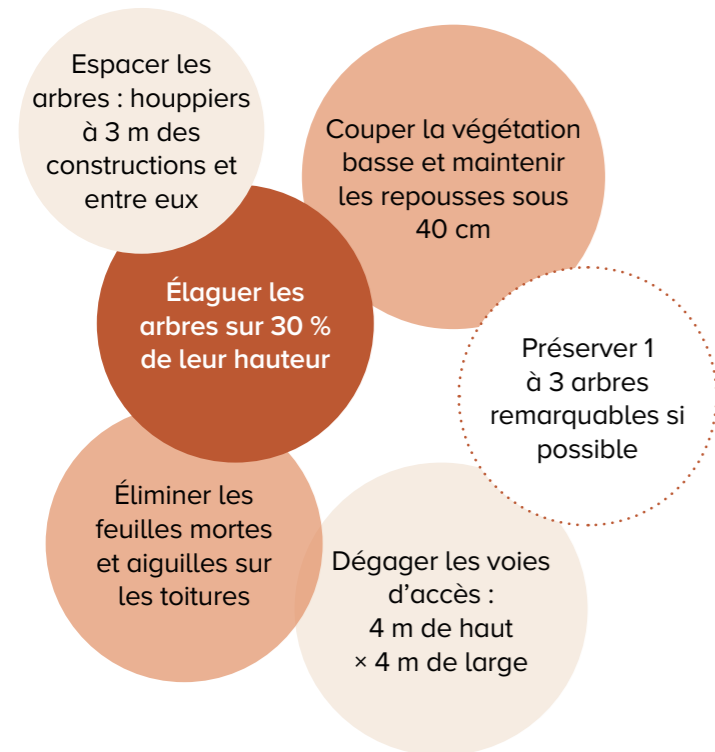 Espacer les
arbres : houppiers
à 3 m des
constructions et
entre eux
Couper la végétation
basse et maintenir
les repousses sous
40 cm
Élaguer les
arbres sur 30 %
de leur hauteur
Préserver 1
à 3 arbres
remarquables si
possible
Éliminer les
feuilles mortes
et aiguilles sur
les toitures
Dégager les voies
d’accès :
4 m de haut
× 4 m de large